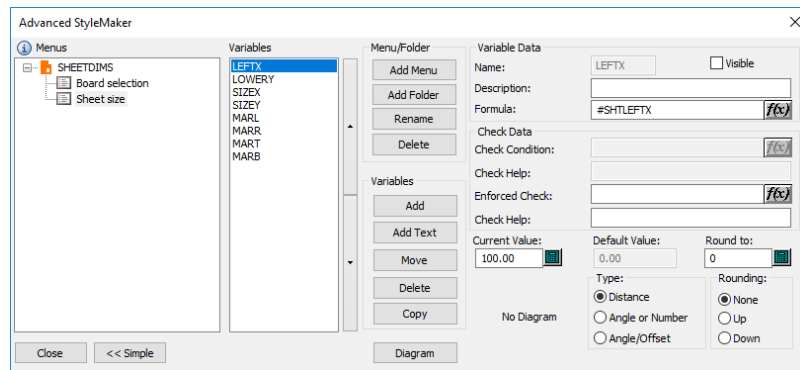 Advanced StyleMaker
Menus
SHEETDIMS
Board selection
Sheet size
Variables
LEFTX
LOWERY
SIZEX
SIZEY
MARL
MARR
MART
MARB
Menu/Folder
Add Menu
Add Folder
Rename
Delete
Variables
Add
Add Text
Move
Delete
Copy
Variable Data
Name: LEFTX Visible
Description:
Formula: #SHTLEFTX f(x)
Check Data
Check Condition: f(x)
Check Help:
Enforced Check: f(x)
Check Help:
Current Value: Default Value: Round to:
100.00 0.00 0
Type: Rounding:
Distance None
No Diagram Angle or Number Up
Angle/Offset Down
Close << Simple Diagram